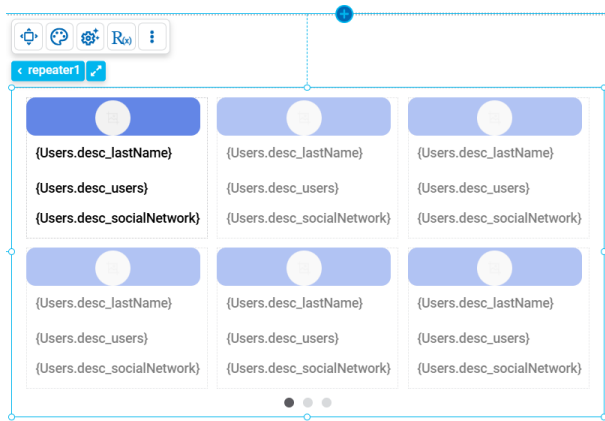 R(x)
repeater1
{Users.desc_lastName} {Users.desc_lastName} {Users.desc_lastName}
{Users.desc_users} {Users.desc_users} {Users.desc_users}
{Users.desc_socialNetwork} {Users.desc_socialNetwork} {Users.desc_socialNetwork}
{Users.desc_lastName} {Users.desc_lastName} {Users.desc_lastName}
{Users.desc_users} {Users.desc_users} {Users.desc_users}
{Users.desc_socialNetwork} {Users.desc_socialNetwork} {Users.desc_socialNetwork}